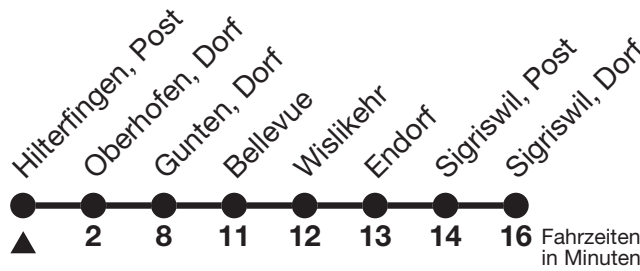 Hilterfingen, Post
Oberhofen, Dorf
Gunten, Dorf
Bellevue
Wislikehr
Endorf
Sigriswil, Post
Sigriswil, Dorf
2 8 11 12 13 14 16 Fahrzeiten
in Minuten